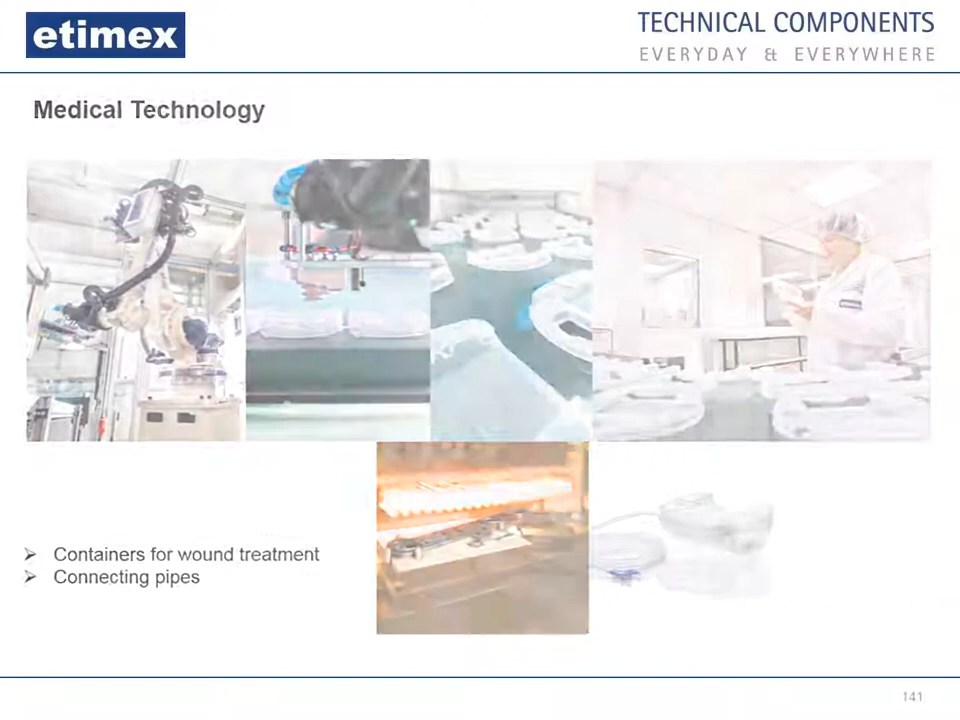 etimex
TECHNICAL COMPONENTS
EVERYDAY & EVERYWHERE
Medical Technology
➢ Containers for wound treatment
➢ Connecting pipes
141